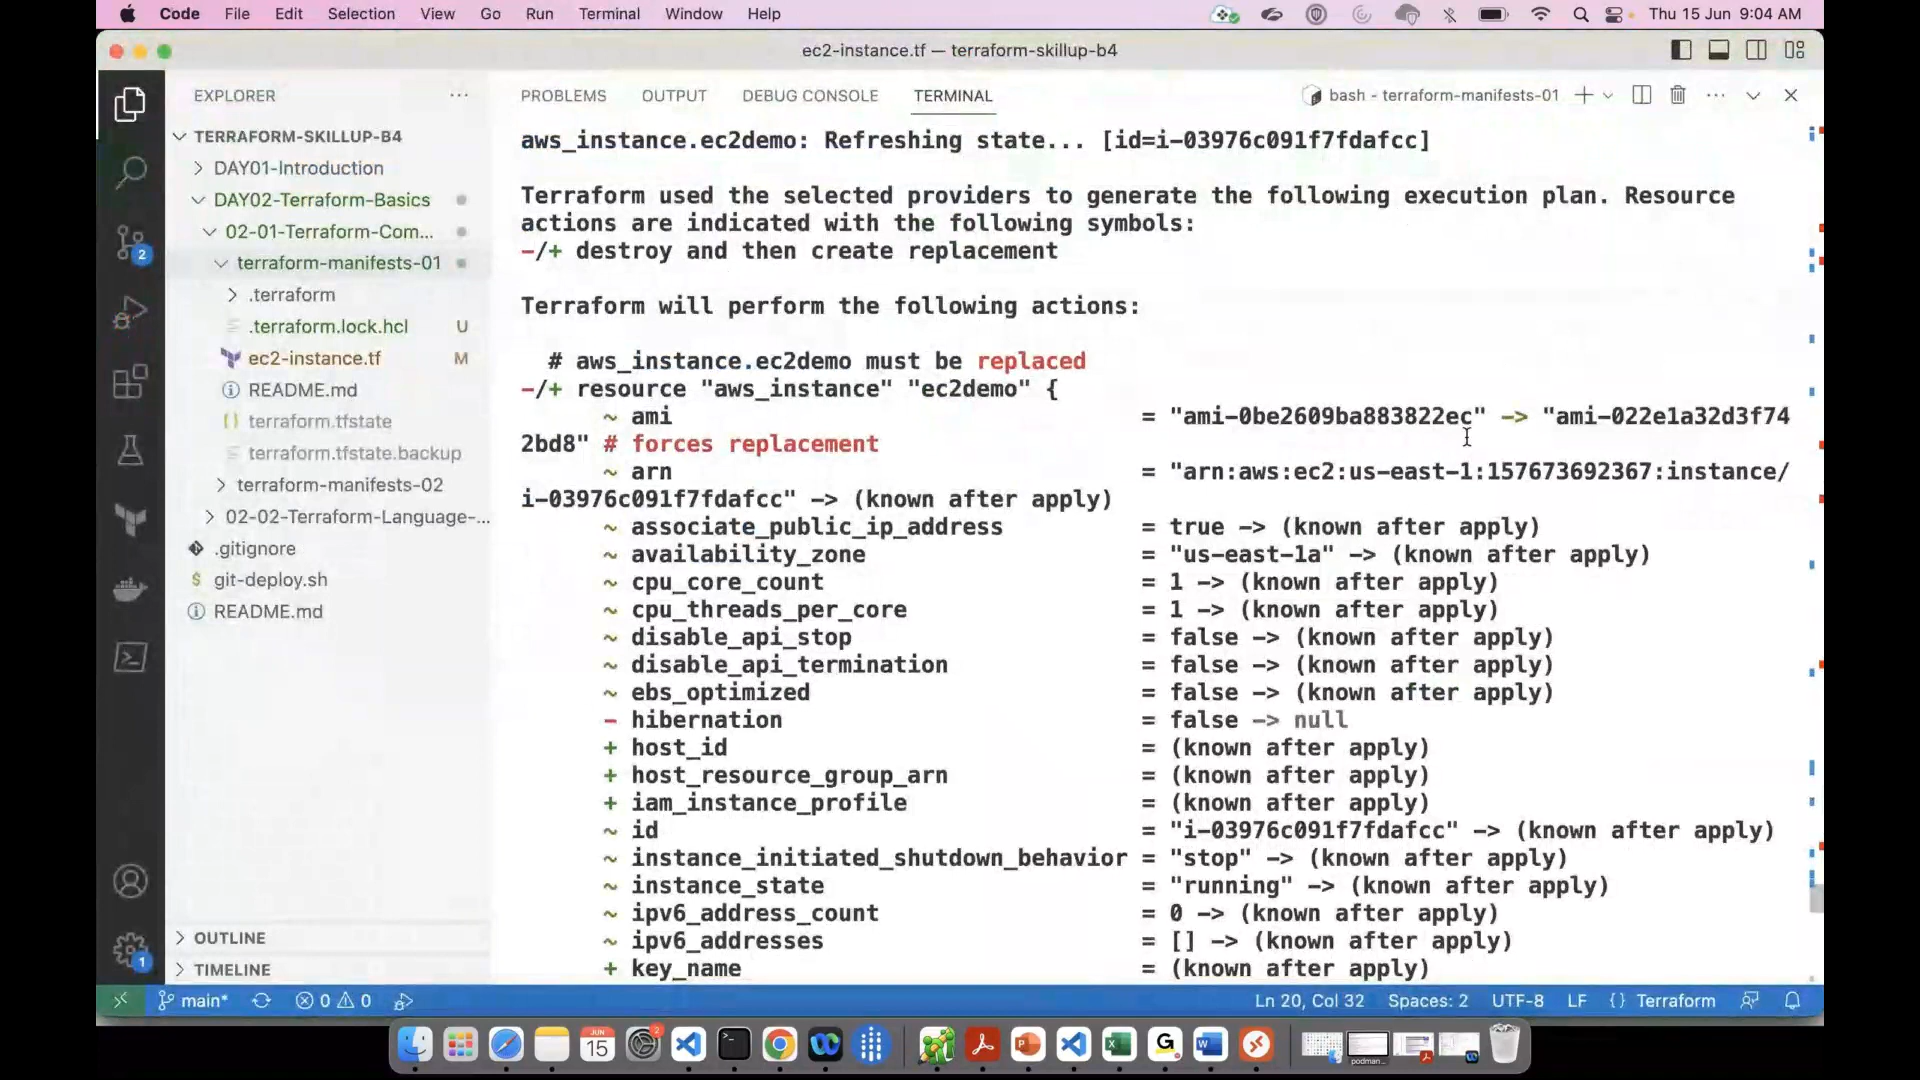 Code File Edit Selection View Go Run Terminal Window Help Thu 15 Jun 9:04 AM
ec2-instance.tf — terraform-skillup-b4
EXPLORER ···
TERRAFORM-SKILLUP-B4
DAY01-Introduction
DAY02-Terraform-Basics
02-01-Terraform-Com...
terraform-manifests-01
.terraform
.terraform.lock.hcl U
ec2-instance.tf M
README.md
terraform.tfstate
terraform.tfstate.backup
terraform-manifests-02
02-02-Terraform-Language-...
.gitignore
git-deploy.sh
README.md
OUTLINE
TIMELINE
2
1
PROBLEMS OUTPUT DEBUG CONSOLE TERMINAL bash - terraform-manifests-01
aws_instance.ec2demo: Refreshing state... [id=i-03976c091f7fdafcc]
Terraform used the selected providers to generate the following execution plan. Resource
actions are indicated with the following symbols:
-/+ destroy and then create replacement
Terraform will perform the following actions:
# aws_instance.ec2demo must be replaced
-/+ resource "aws_instance" "ec2demo" {
~ ami = "ami-0be2609ba883822ec" -> "ami-022e1a32d3f74
2bd8" # forces replacement
~ arn = "arn:aws:ec2:us-east-1:157673692367:instance/
i-03976c091f7fdafcc" -> (known after apply)
~ associate_public_ip_address = true -> (known after apply)
~ availability_zone = "us-east-1a" -> (known after apply)
~ cpu_core_count = 1 -> (known after apply)
~ cpu_threads_per_core = 1 -> (known after apply)
~ disable_api_stop = false -> (known after apply)
~ disable_api_termination = false -> (known after apply)
~ ebs_optimized = false -> (known after apply)
- hibernation = false -> null
+ host_id = (known after apply)
+ host_resource_group_arn = (known after apply)
+ iam_instance_profile = (known after apply)
~ id = "i-03976c091f7fdafcc" -> (known after apply)
~ instance_initiated_shutdown_behavior = "stop" -> (known after apply)
~ instance_state = "running" -> (known after apply)
~ ipv6_address_count = 0 -> (known after apply)
~ ipv6_addresses = [] -> (known after apply)
+ key_name = (known after apply)
main* 0 0 Ln 20, Col 32 Spaces: 2 UTF-8 LF {} Terraform
JUN
15
2
podman...